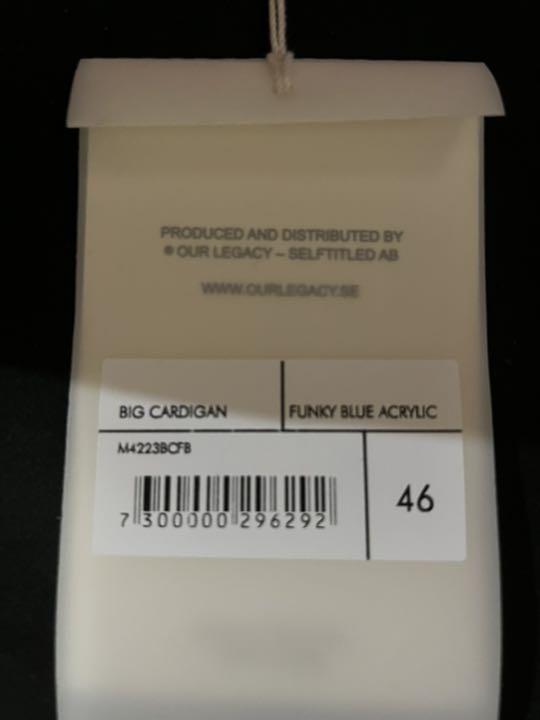 PRODUCED AND DISTRIBUTED BY
® OUR LEGACY – SELFTITLED AB
WWW.OURLEGACY.SE
BIG CARDIGAN
FUNKY BLUE ACRYLIC
M4223BCFB
46
7 300000 296292